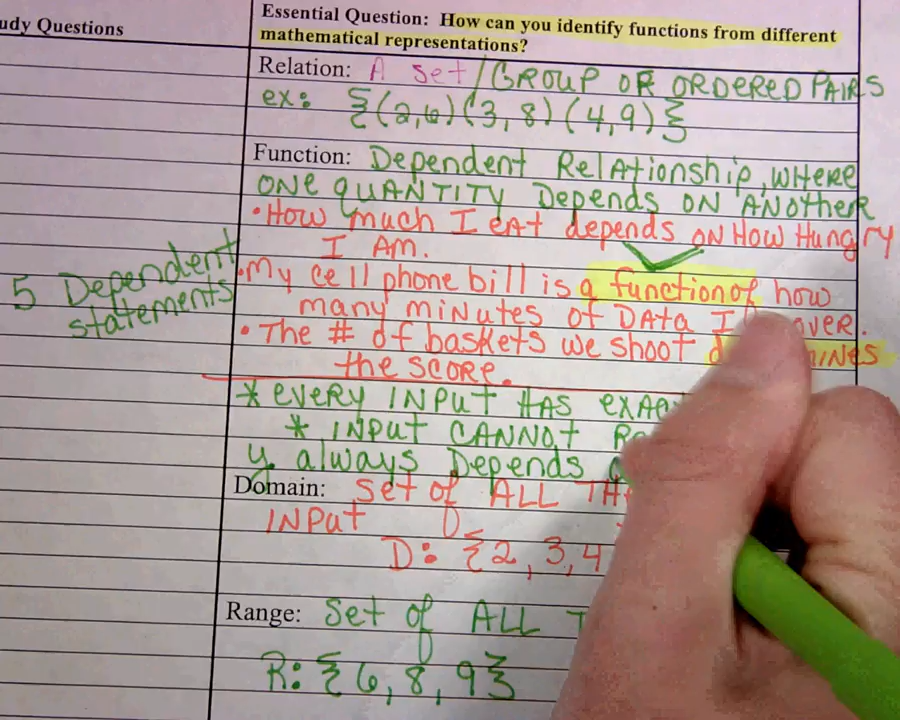 udy Questions
Essential Question: How can you identify functions from different
mathematical representations?
Relation: A set/GROUP OF ORDERED PAIRS
ex: {(2,6)(3,8)(4,9)}
Function: Dependent Relationship, WHERE
ONE QUANTITY Depends ON ANOTHER
• How much I eat depends ON How Hungry
I AM.
5 Dependent
statements
• My cell phone bill is a function of how
many minutes of DATA I over.
• The # of baskets we shoot
the score.
* EVERY INPUT HAS
* INPUT CANNOT
y always Depends
Domain: Set of ALL
INPUT
D: {2, 3, 4
Range: Set of ALL
R: {6, 8, 9}